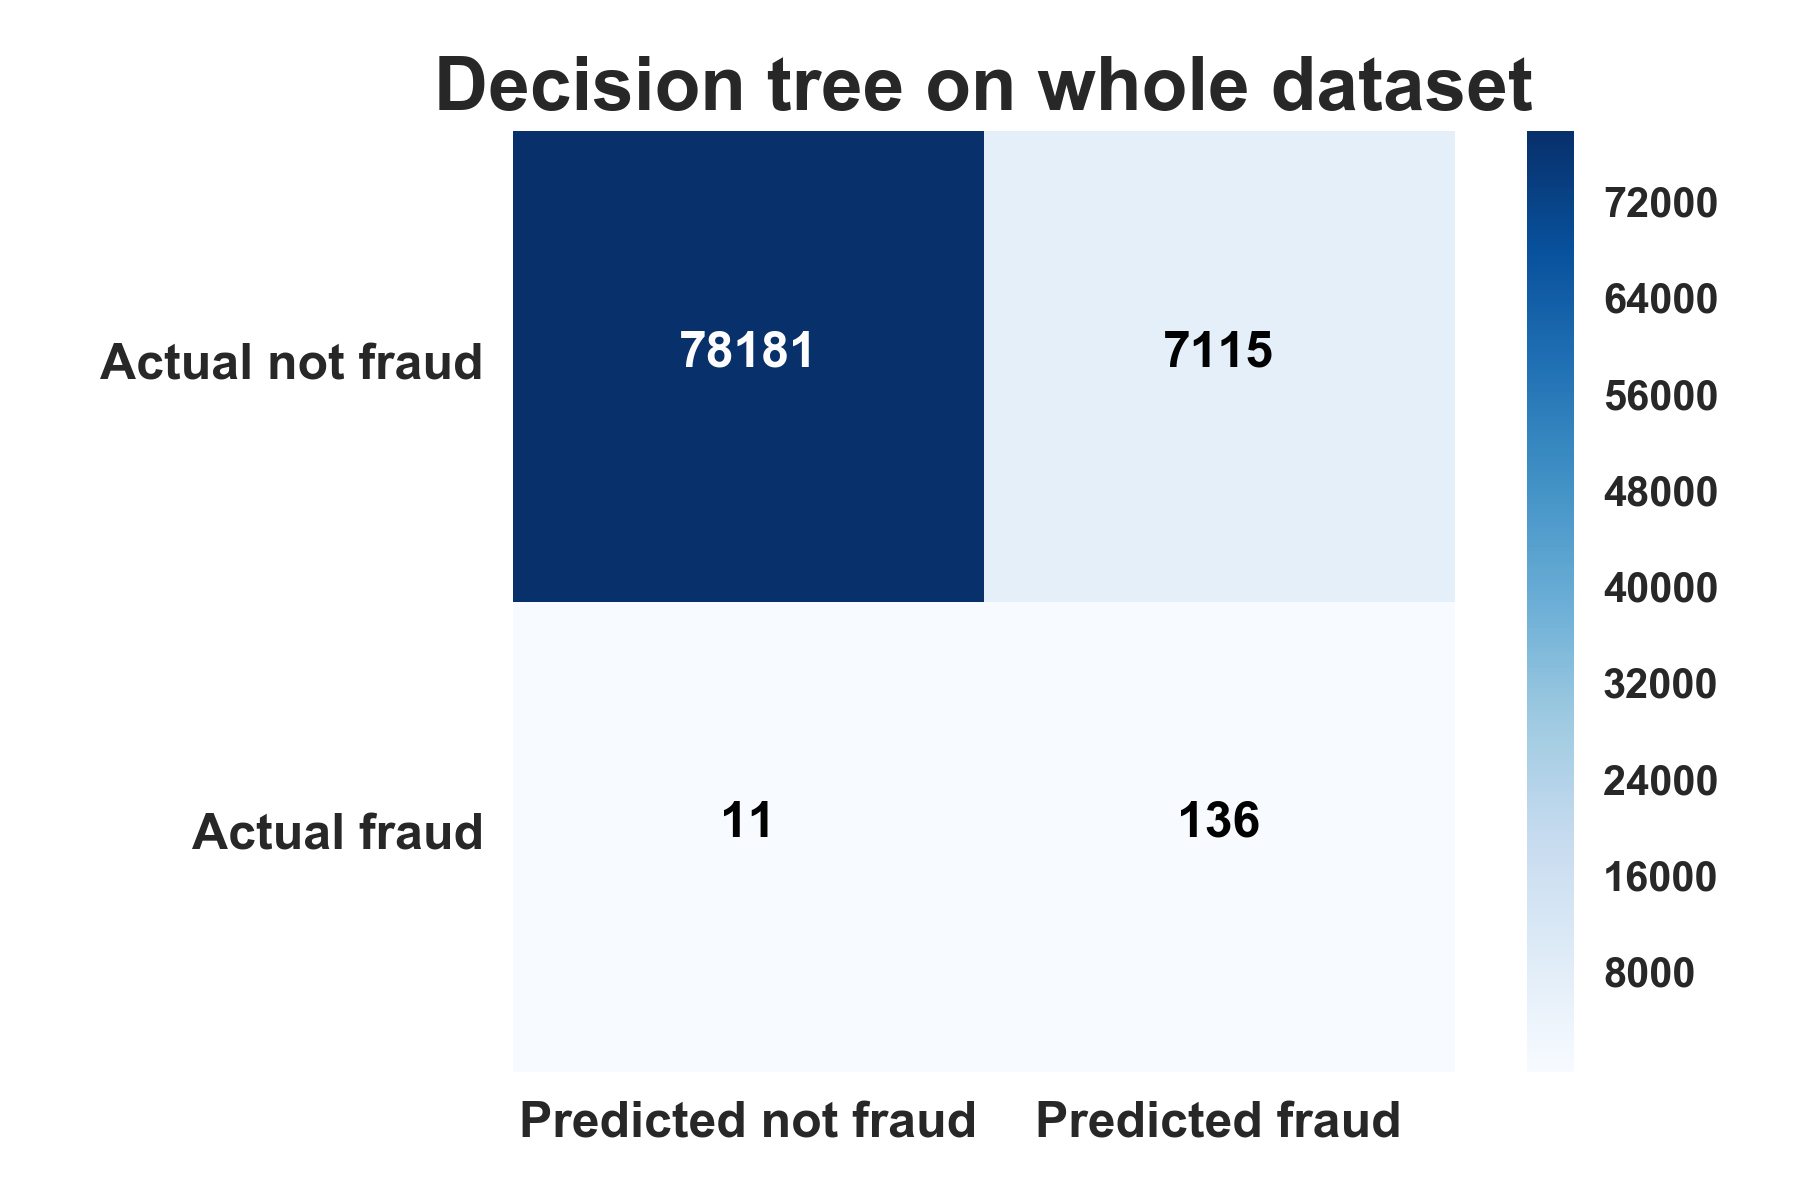 Decision tree on whole dataset
Actual not fraud
78181
7115
Actual fraud
11
136
Predicted not fraud
Predicted fraud
72000
64000
56000
48000
40000
32000
24000
16000
8000